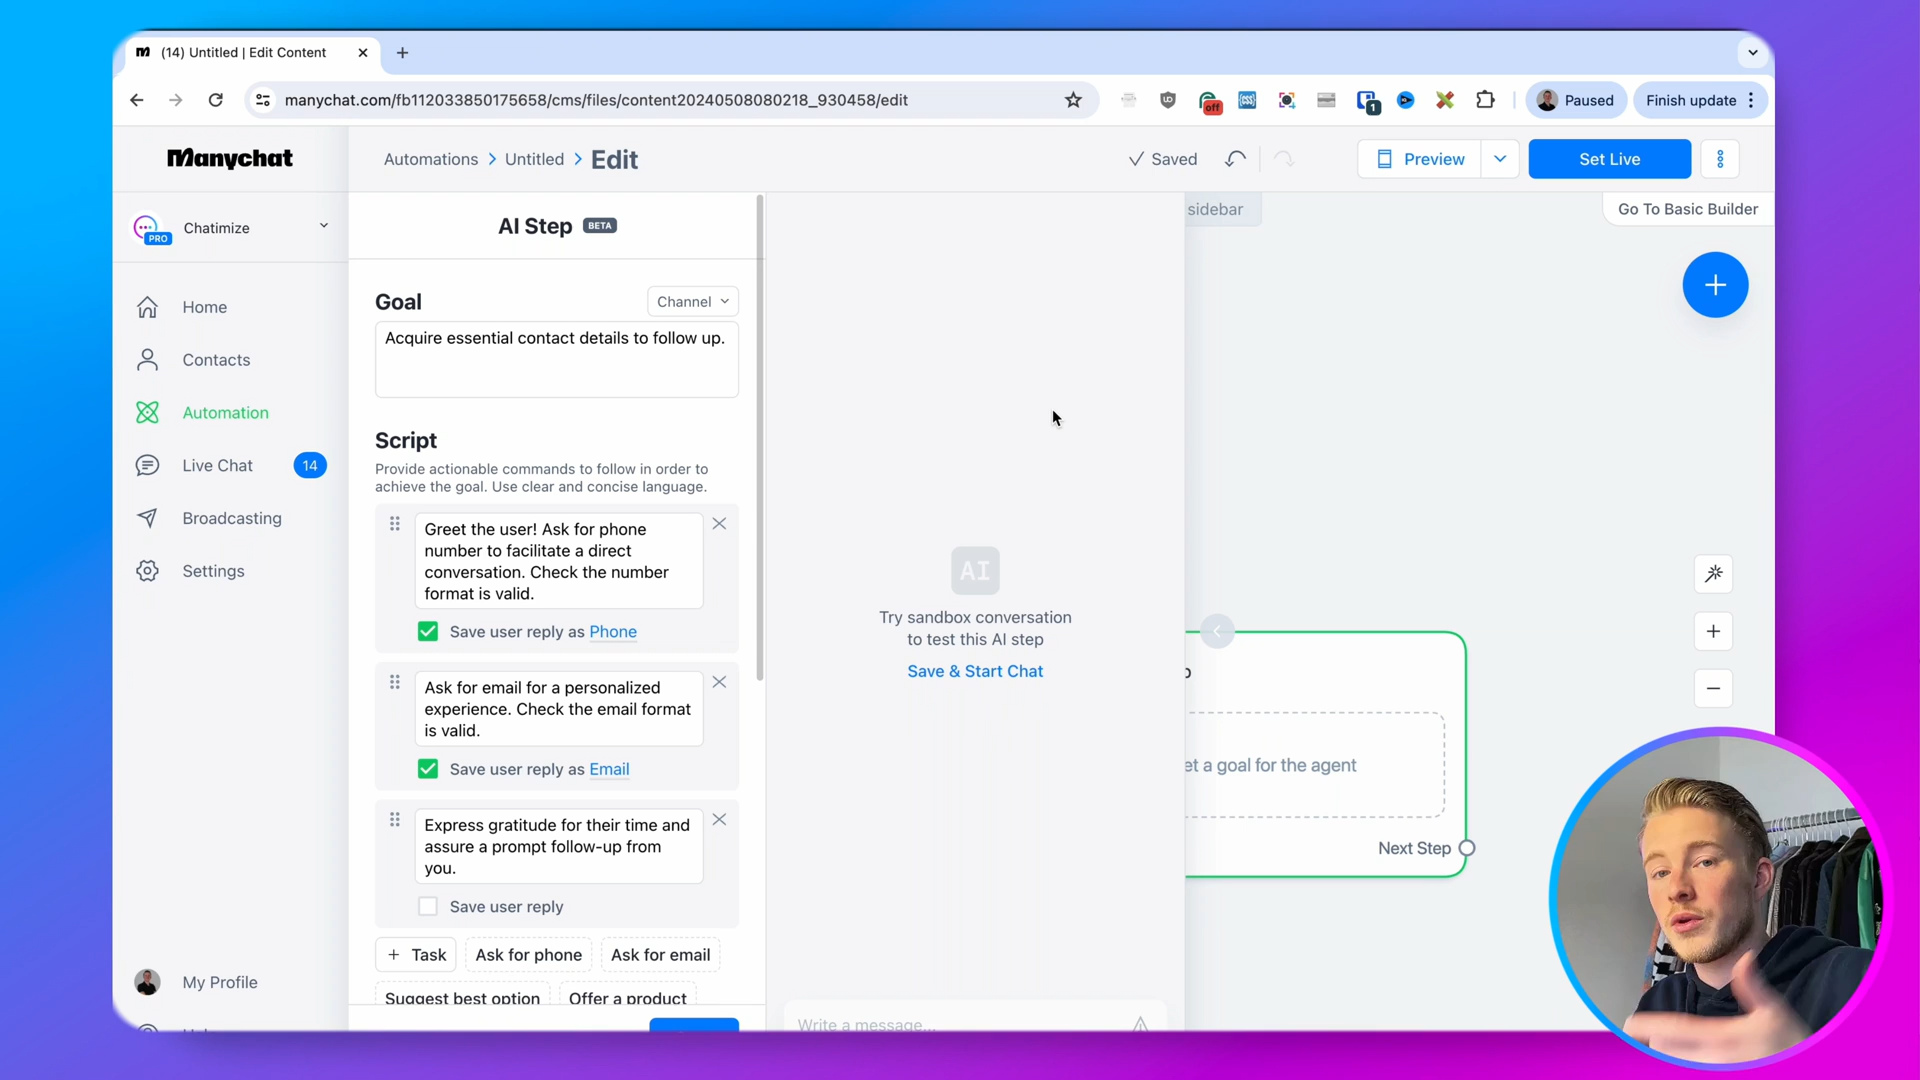 (14) Untitled | Edit Content
manychat.com/fb112033850175658/cms/files/content20240508080218_930458/edit
off
1
Paused
Finish update
Manychat
Automations > Untitled > Edit
Saved
Preview
Set Live
Chatimize
PRO
AI Step BETA
sidebar
Go To Basic Builder
Home
Contacts
Automation
Live Chat 14
Broadcasting
Settings
My Profile
Goal
Channel
Acquire essential contact details to follow up.
Script
Provide actionable commands to follow in order to
achieve the goal. Use clear and concise language.
Greet the user! Ask for phone
number to facilitate a direct
conversation. Check the number
format is valid.
Save user reply as Phone
Ask for email for a personalized
experience. Check the email format
is valid.
Save user reply as Email
Express gratitude for their time and
assure a prompt follow-up from
you.
Save user reply
+ Task
Ask for phone
Ask for email
Suggest best option
Offer a product
AI
Try sandbox conversation
to test this AI step
Save & Start Chat
Write a message...
et a goal for the agent
Next Step